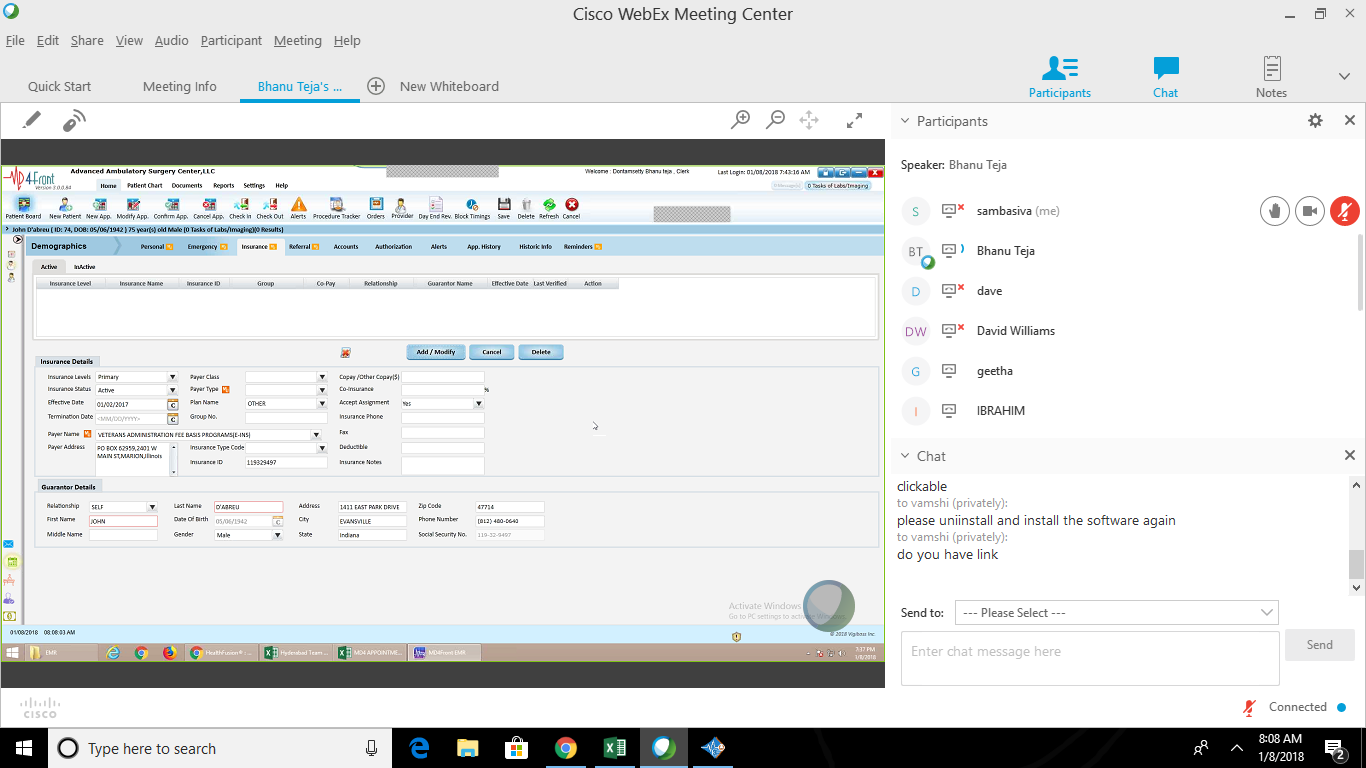 Cisco WebEx Meeting Center
File Edit Share View Audio Participant Meeting Help
Quick Start Meeting Info Bhanu Teja's ... New Whiteboard
Participants Chat Notes
4Front
Version 5.0.0.84
Advanced Ambulatory Surgery Center,LLC
Welcome : Dontamsetty Bhanu teja , Clerk
Last Login: 01/08/2018 7:43:16 AM
Home Patient Chart Documents Reports Settings Help
0 Tasks of Labs/Imaging
Patient Board New Patient New App. Modify App. Confirm App. Cancel App. Check In Check Out Alerts Procedure Tracker Orders Provider Day End Rev. Block Timings Save Delete Refresh Cancel
John D'abreu ( ID: 74, DOB: 05/06/1942 ) 75 year(s) old Male (0 Tasks of Labs/Imaging)(0 Results)
Demographics Personal Emergency Insurance Referral Accounts Authorization Alerts App. History Historic Info Reminders
Active InActive
Insurance Level Insurance Name Insurance ID Group Co-Pay Relationship Guarantor Name Effective Date Last Verified Action
Add / Modify Cancel Delete
Insurance Details
Insurance Levels Primary Payer Class Copay /Other Copay($)
Insurance Status Active Payer Type Co-Insurance %
Effective Date 01/02/2017 Plan Name OTHER Accept Assignment Yes
Termination Date <MM/DD/YYYY> Group No. Insurance Phone
Payer Name VETERANS ADMINISTRATION FEE BASIS PROGRAMS(E-INS) Fax
Payer Address PO BOX 62959,2401 W
MAIN ST,MARION,Illinois
Insurance Type Code Deductible
Insurance ID 119329497 Insurance Notes
Guarantor Details
Relationship SELF Last Name D'ABREU Address 1411 EAST PARK DRIVE Zip Code 47714
First Name JOHN Date Of Birth 05/06/1942 City EVANSVILLE Phone Number (812) 480-0640
Middle Name Gender Male State Indiana Social Security No. 119-32-9497
Activate Windows
Go to PC settings to activate Windows.
01/08/2018 08:08:03 AM
© 2018 Vigiboss Inc.
EMR HealthFusion® : ... Hyderabad Team ... MD4 APPOINTME... MD4Front EMR
7:37 PM
1/8/2018
Participants
Speaker: Bhanu Teja
S sambasiva (me)
BT Bhanu Teja
D dave
DW David Williams
G geetha
I IBRAHIM
Chat
clickable
to vamshi (privately):
please uniinstall and install the software again
to vamshi (privately):
do you have link
Send to: --- Please Select ---
Enter chat message here
Send
CISCO
Connected
Type here to search
8:08 AM
1/8/2018
2